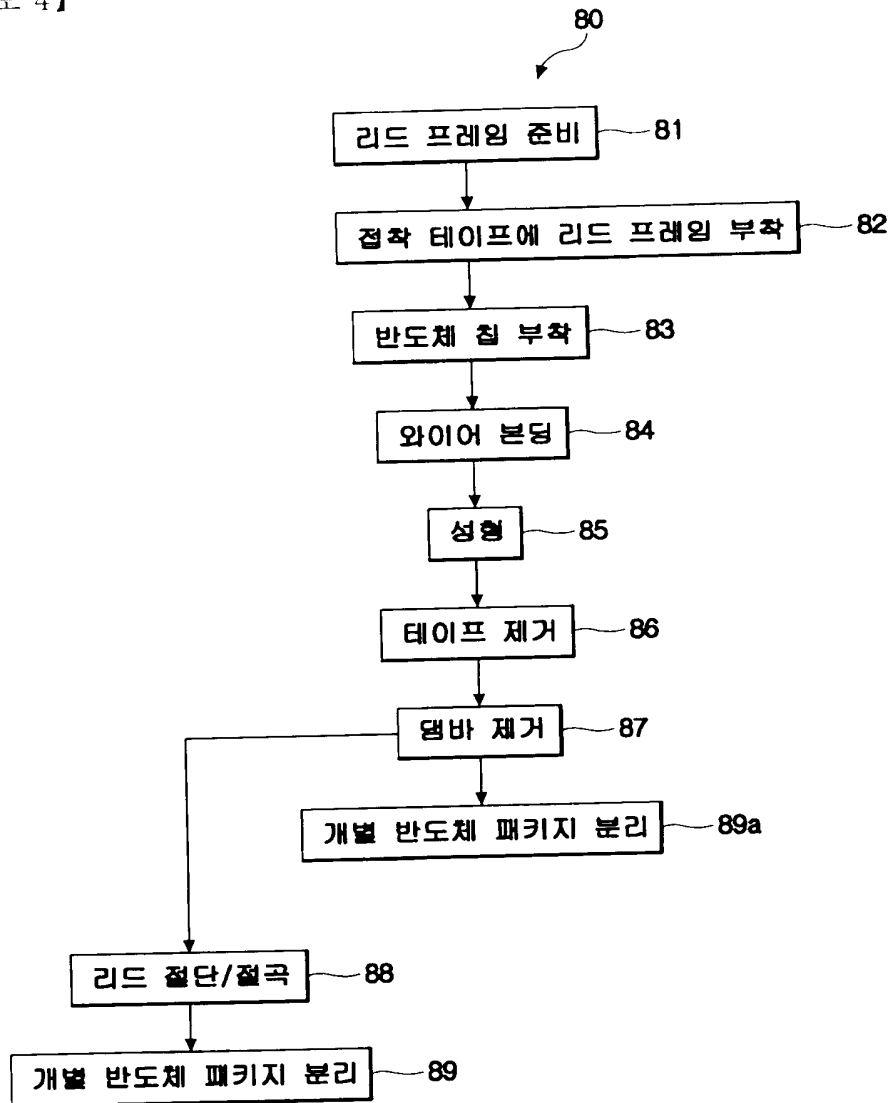 도 4】
80
리드 프레임 준비 81
접착 테이프에 리드 프레임 부착 82
반도체 칩 부착 83
와이어 본딩 84
성형 85
테이프 제거 86
댐바 제거 87
개별 반도체 패키지 분리 89a
리드 절단/절곡 88
개별 반도체 패키지 분리 89